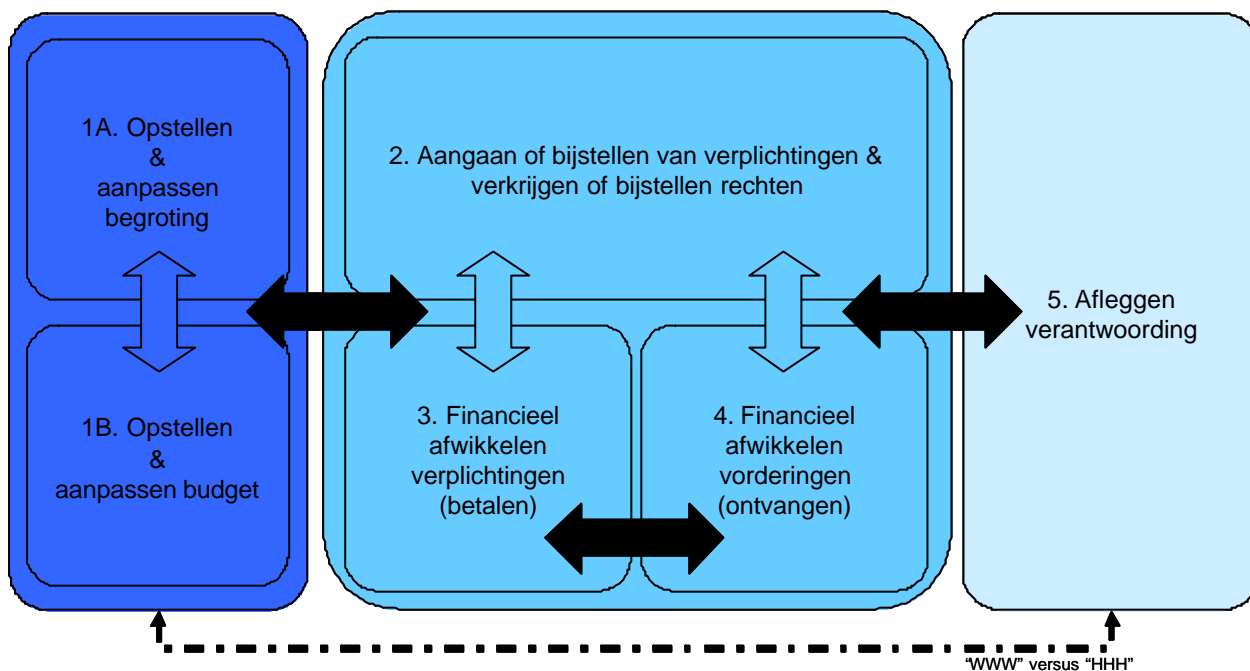 1A. Opstellen
&
aanpassen
begroting
1B. Opstellen
&
aanpassen budget
2. Aangaan of bijstellen van verplichtingen &
verkrijgen of bijstellen rechten
3. Financieel
afwikkelen
verplichtingen
(betalen)
4. Financieel
afwikkelen
vorderingen
(ontvangen)
5. Afleggen
verantwoording
“WWW” versus “HHH”